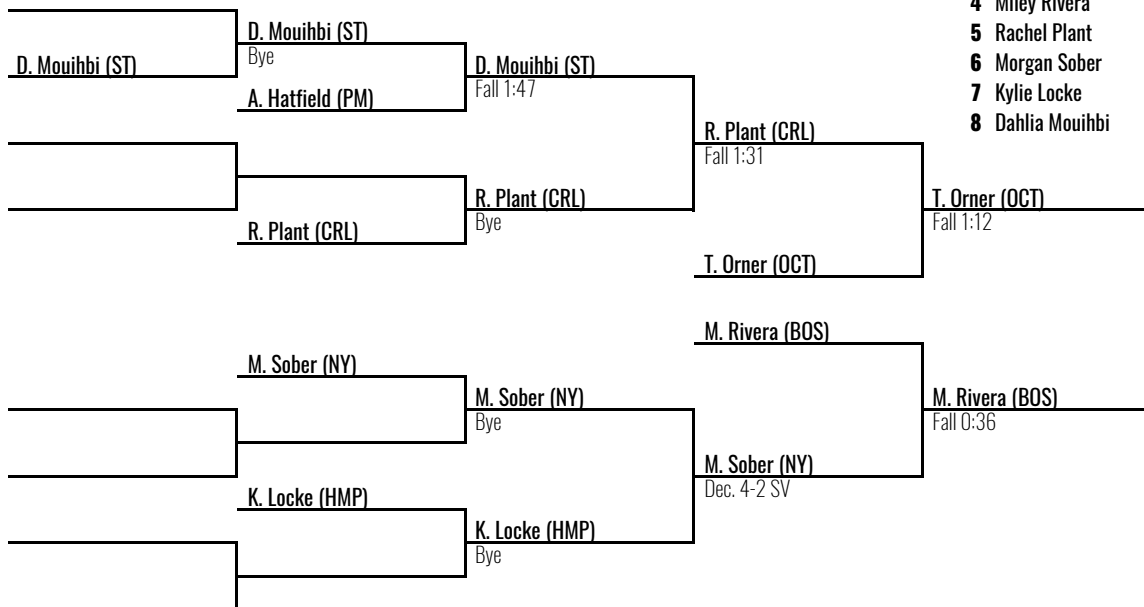 4 Miley Rivera
5 Rachel Plant
6 Morgan Sober
7 Kylie Locke
8 Dahlia Mouihbi
D. Mouihbi (ST)
D. Mouihbi (ST)
Bye
A. Hatfield (PM)
D. Mouihbi (ST)
Fall 1:47
R. Plant (CRL)
R. Plant (CRL)
Bye
R. Plant (CRL)
Fall 1:31
T. Orner (OCT)
T. Orner (OCT)
Fall 1:12
M. Rivera (BOS)
M. Sober (NY)
M. Sober (NY)
Bye
K. Locke (HMP)
K. Locke (HMP)
Bye
M. Sober (NY)
Dec. 4-2 SV
M. Rivera (BOS)
Fall 0:36